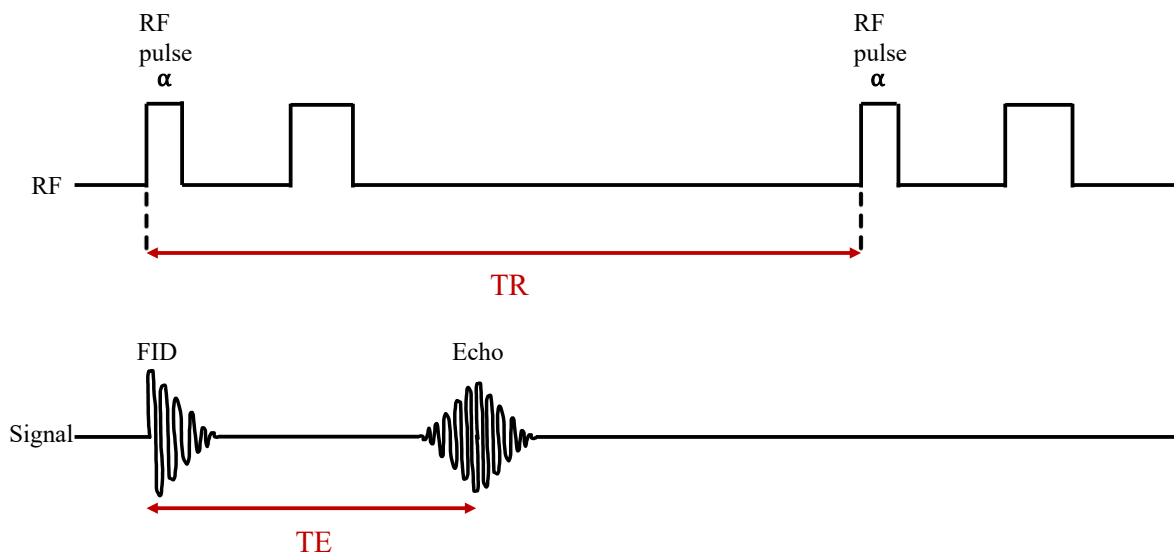 RF
pulse
α
RF
pulse
α
RF
TR
FID
Echo
Signal
TE